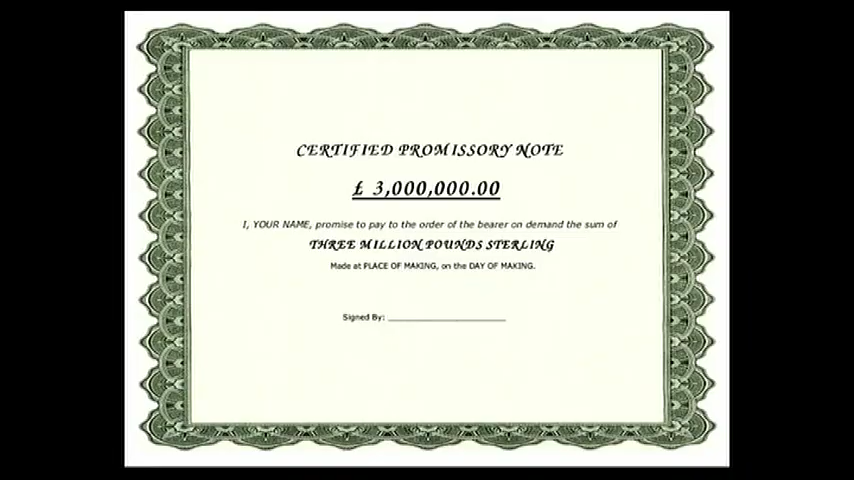 CERTIFIED PROMISSORY NOTE
£ 3,000,000.00
I, YOUR NAME, promise to pay to the order of the bearer on demand the sum of
THREE MILLION POUNDS STERLING
Made at PLACE OF MAKING, on the DAY OF MAKING.
Signed By: ____________________________